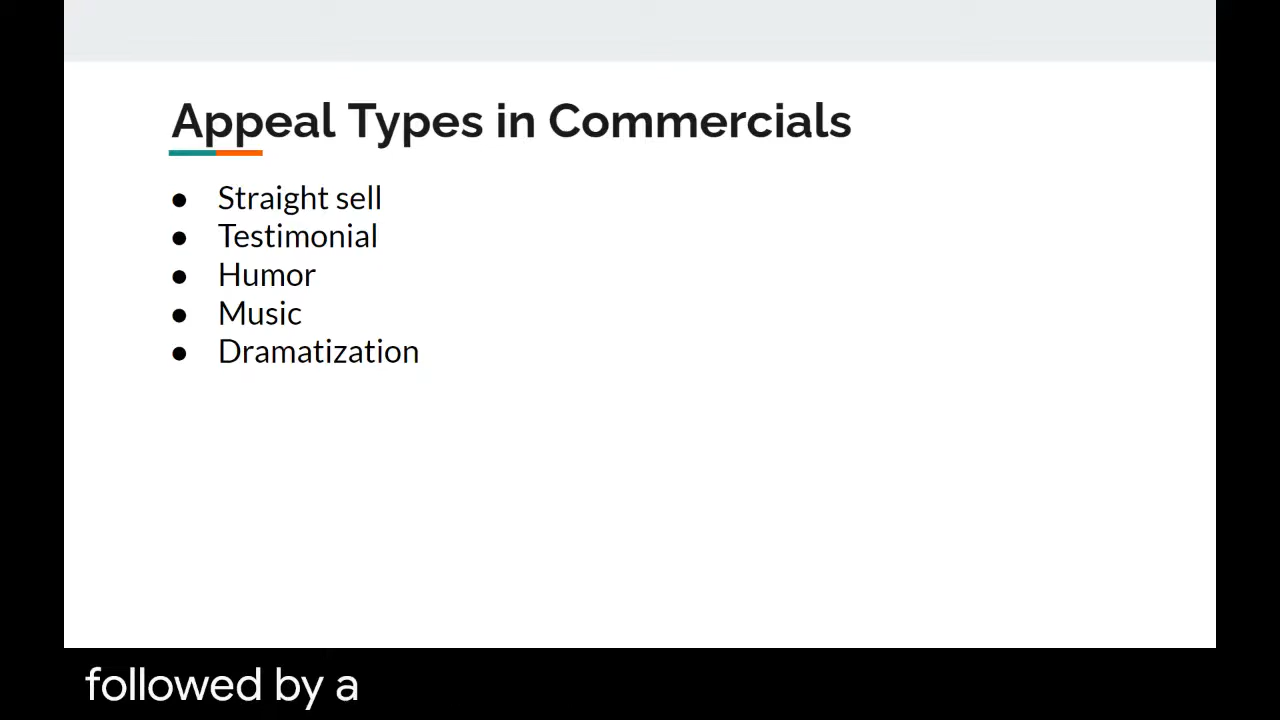 Appeal Types in Commercials
● Straight sell
● Testimonial
● Humor
● Music
● Dramatization
followed by a